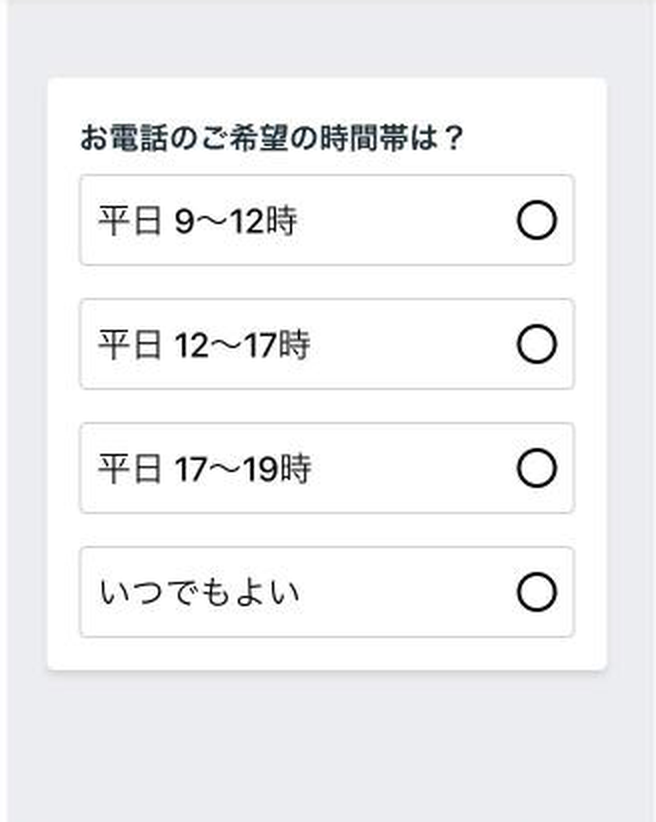 お電話のご希望の時間帯は？
平日 9〜12時
平日 12〜17時
平日 17〜19時
いつでもよい